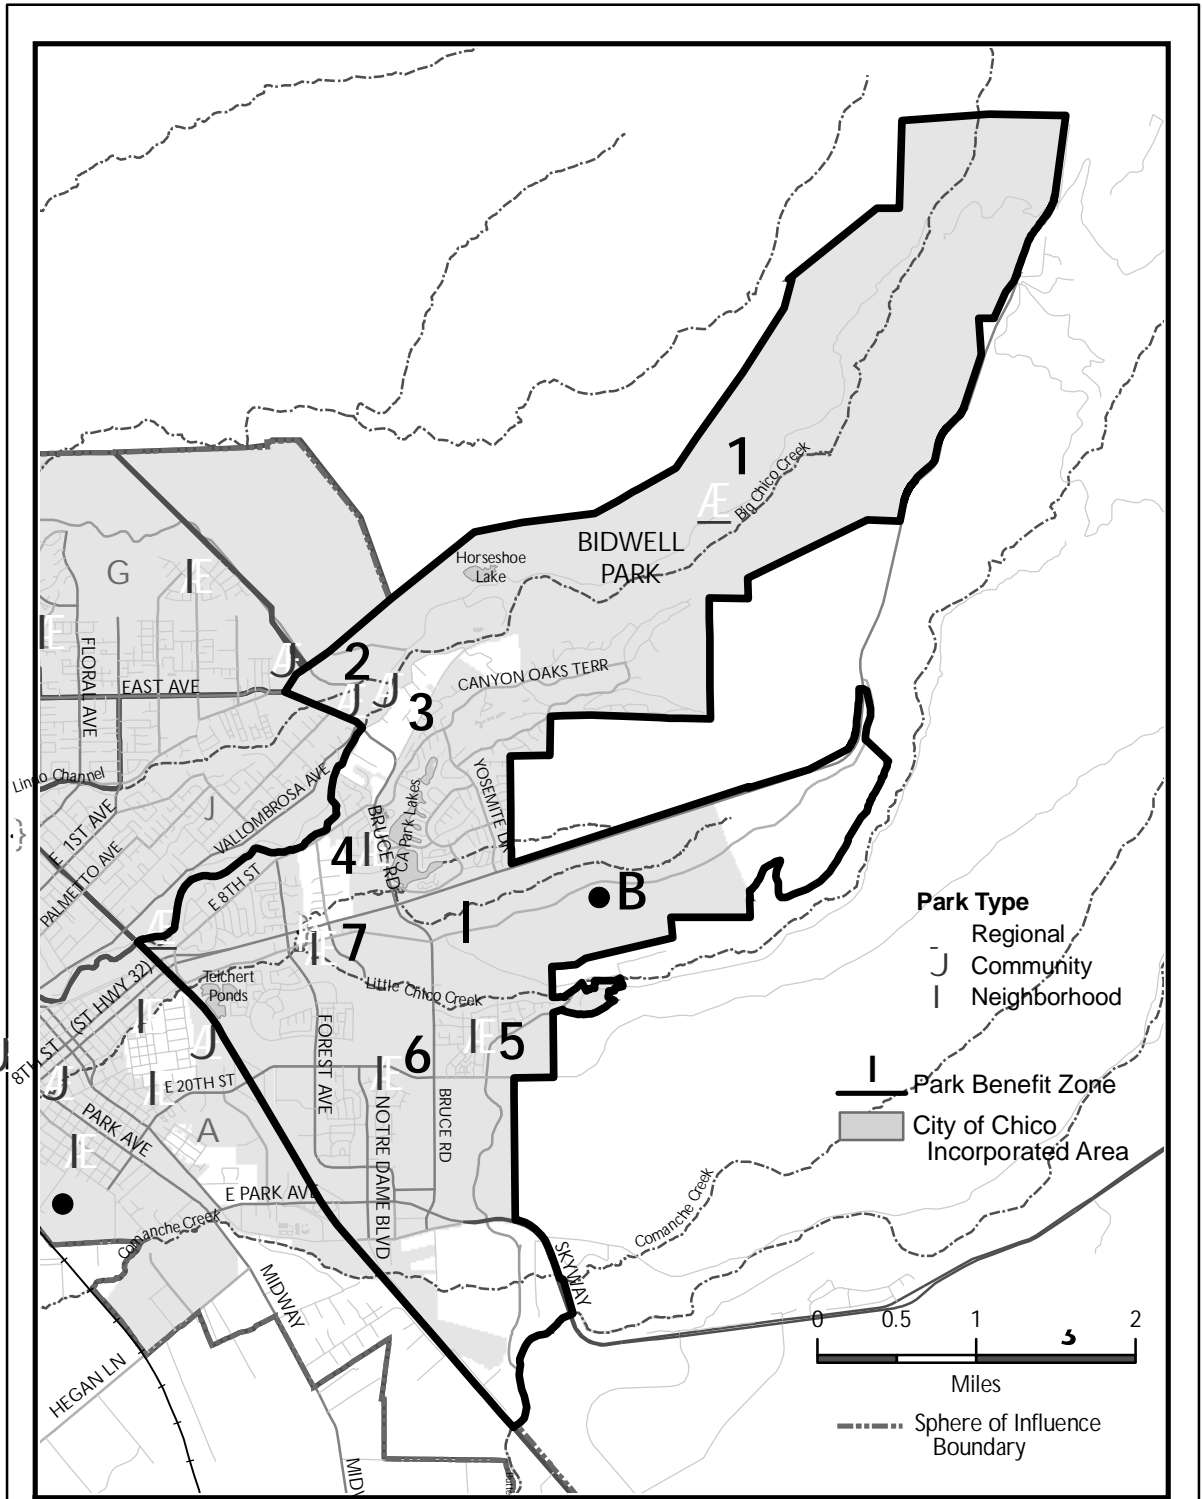 1
Big Chico Creek
BIDWELL
PARK
Horseshoe
Lake
G
FLORAL AVE
EAST AVE
2
3
CANYON OAKS TERR
YOSEMITE DR
Lindo Channel
E 1ST AVE
J
VALLOMBROSA AVE
PALMETTO AVE
BRUCE RD
CA Park Lakes
4
E 8TH ST
I
B
7
8TH ST
(ST HWY 32)
Teichert
Ponds
Little Chico Creek
FOREST AVE
6
5
E 20TH ST
NOTRE DAME BLVD
BRUCE RD
PARK AVE
A
E PARK AVE
Comanche Creek
MIDWAY
SKYWAY
Comanche Creek
HEGAN LN
Park Type
Regional
Community
Neighborhood
I
Park Benefit Zone
City of Chico
Incorporated Area
0 0.5 1 2
Miles
Sphere of Influence
Boundary